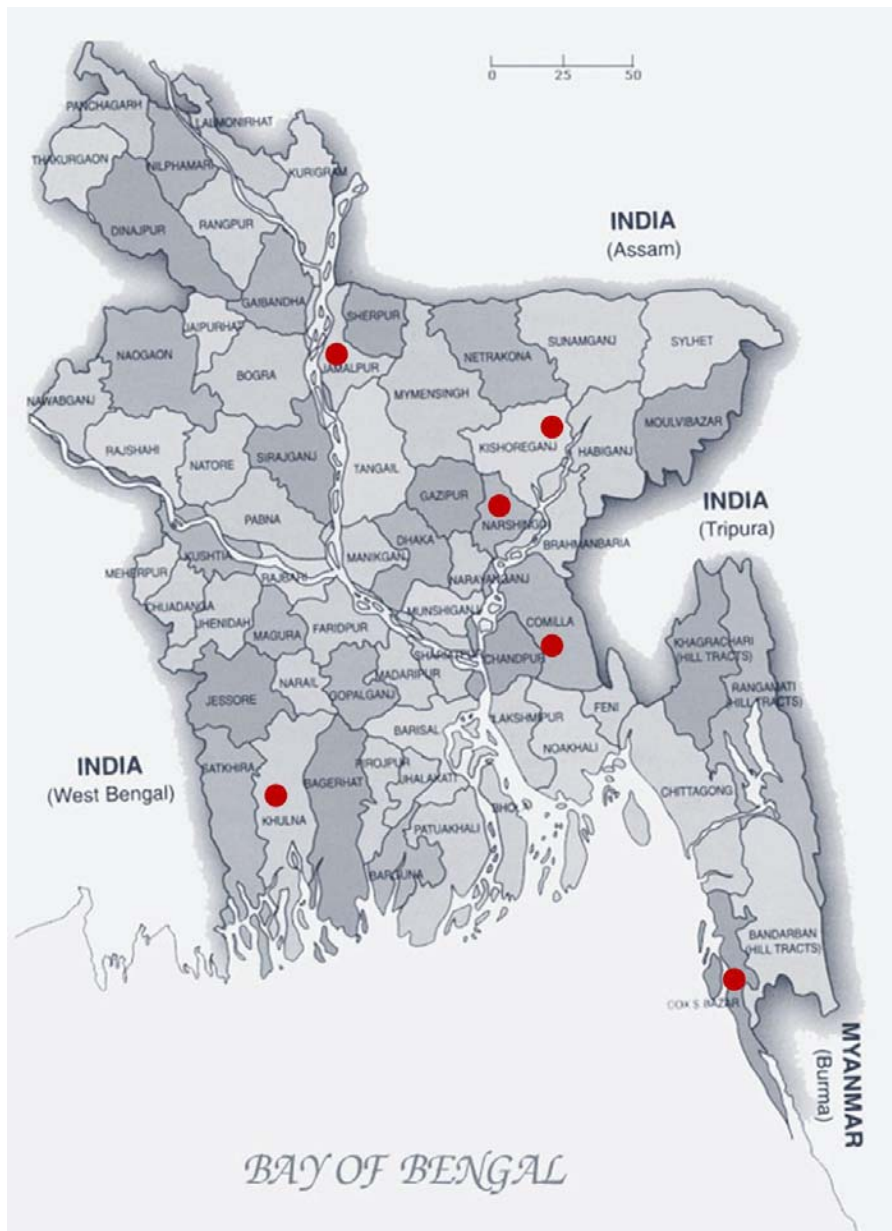 0 25 50
PANCHAGARH
LALMONIRHAT
THAKURGAON
NILPHAMARI
KURIGRAM
DINAJPUR
RANGPUR
INDIA
(Assam)
GAIBANDHA
SHERPUR
JAIPURHAT
NAOGAON
NETRAKONA
SUNAMGANJ
SYLHET
JAMALPUR
BOGRA
MYMENSINGH
NAWABGANJ
MOULVIBAZAR
RAJSHAHI
KISHOREGANJ
HABIGANJ
NATORE
SIRAJGANJ
TANGAIL
GAZIPUR
INDIA
(Tripura)
PABNA
NARSHINGDI
DHAKA
BRAHMANBARIA
KUSHTIA
MANIKGANJ
MEHERPUR
RAJBARI
NARAYANGANJ
CHUADANGA
MUNSHIGANJ
JHENIDAH
FARIDPUR
COMILLA
MAGURA
KHAGRACHARI
(HILL TRACTS)
CHANDPUR
MADARIPUR
NARAIL
RANGAMATI
(HILL TRACTS)
JESSORE
GOPALGANJ
FENI
LAKSHMIPUR
BARISAL
NOAKHALI
INDIA
(West Bengal)
SATKHIRA
PIROJPUR
BAGERHAT
JHALAKATI
CHITTAGONG
BHOLA
KHULNA
PATUAKHALI
BARGUNA
BANDARBAN
(HILL TRACTS)
COX'S BAZAR
MYANMAR
(Burma)
BAY OF BENGAL